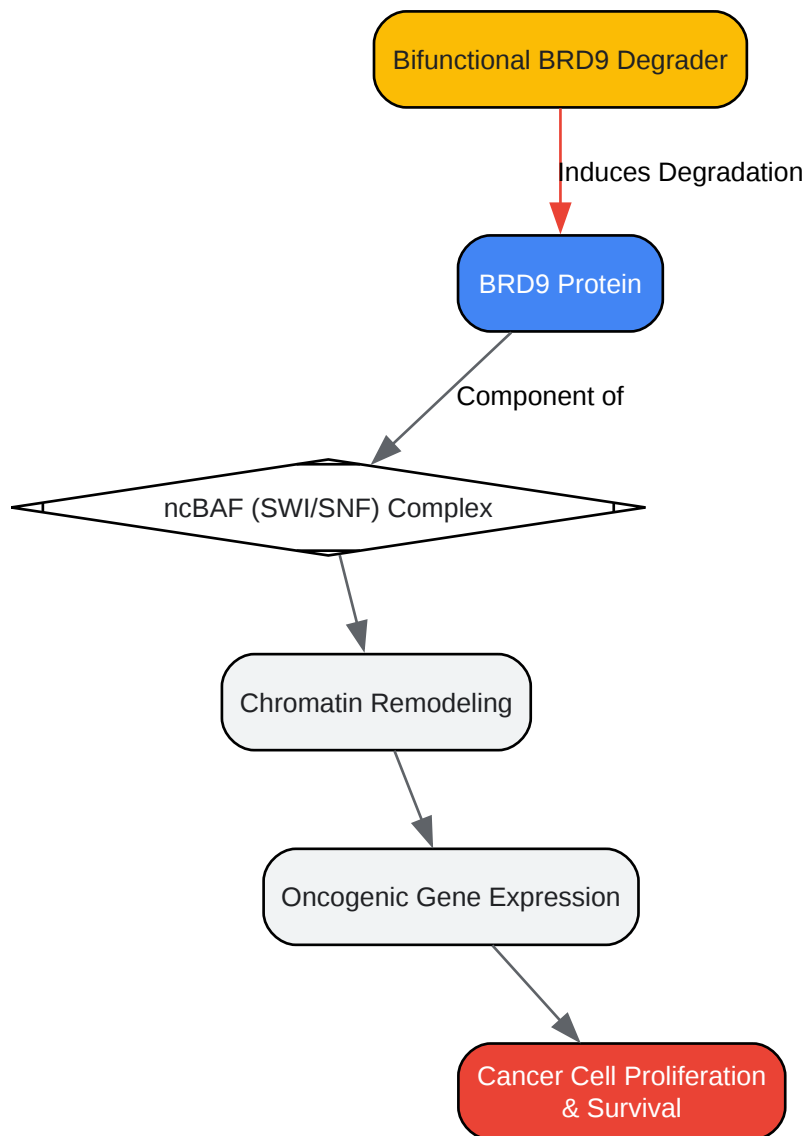 Bifunctional BRD9 Degrader
Induces Degradation
BRD9 Protein
Component of
ncBAF (SWI/SNF) Complex
Chromatin Remodeling
Oncogenic Gene Expression
Cancer Cell Proliferation
& Survival